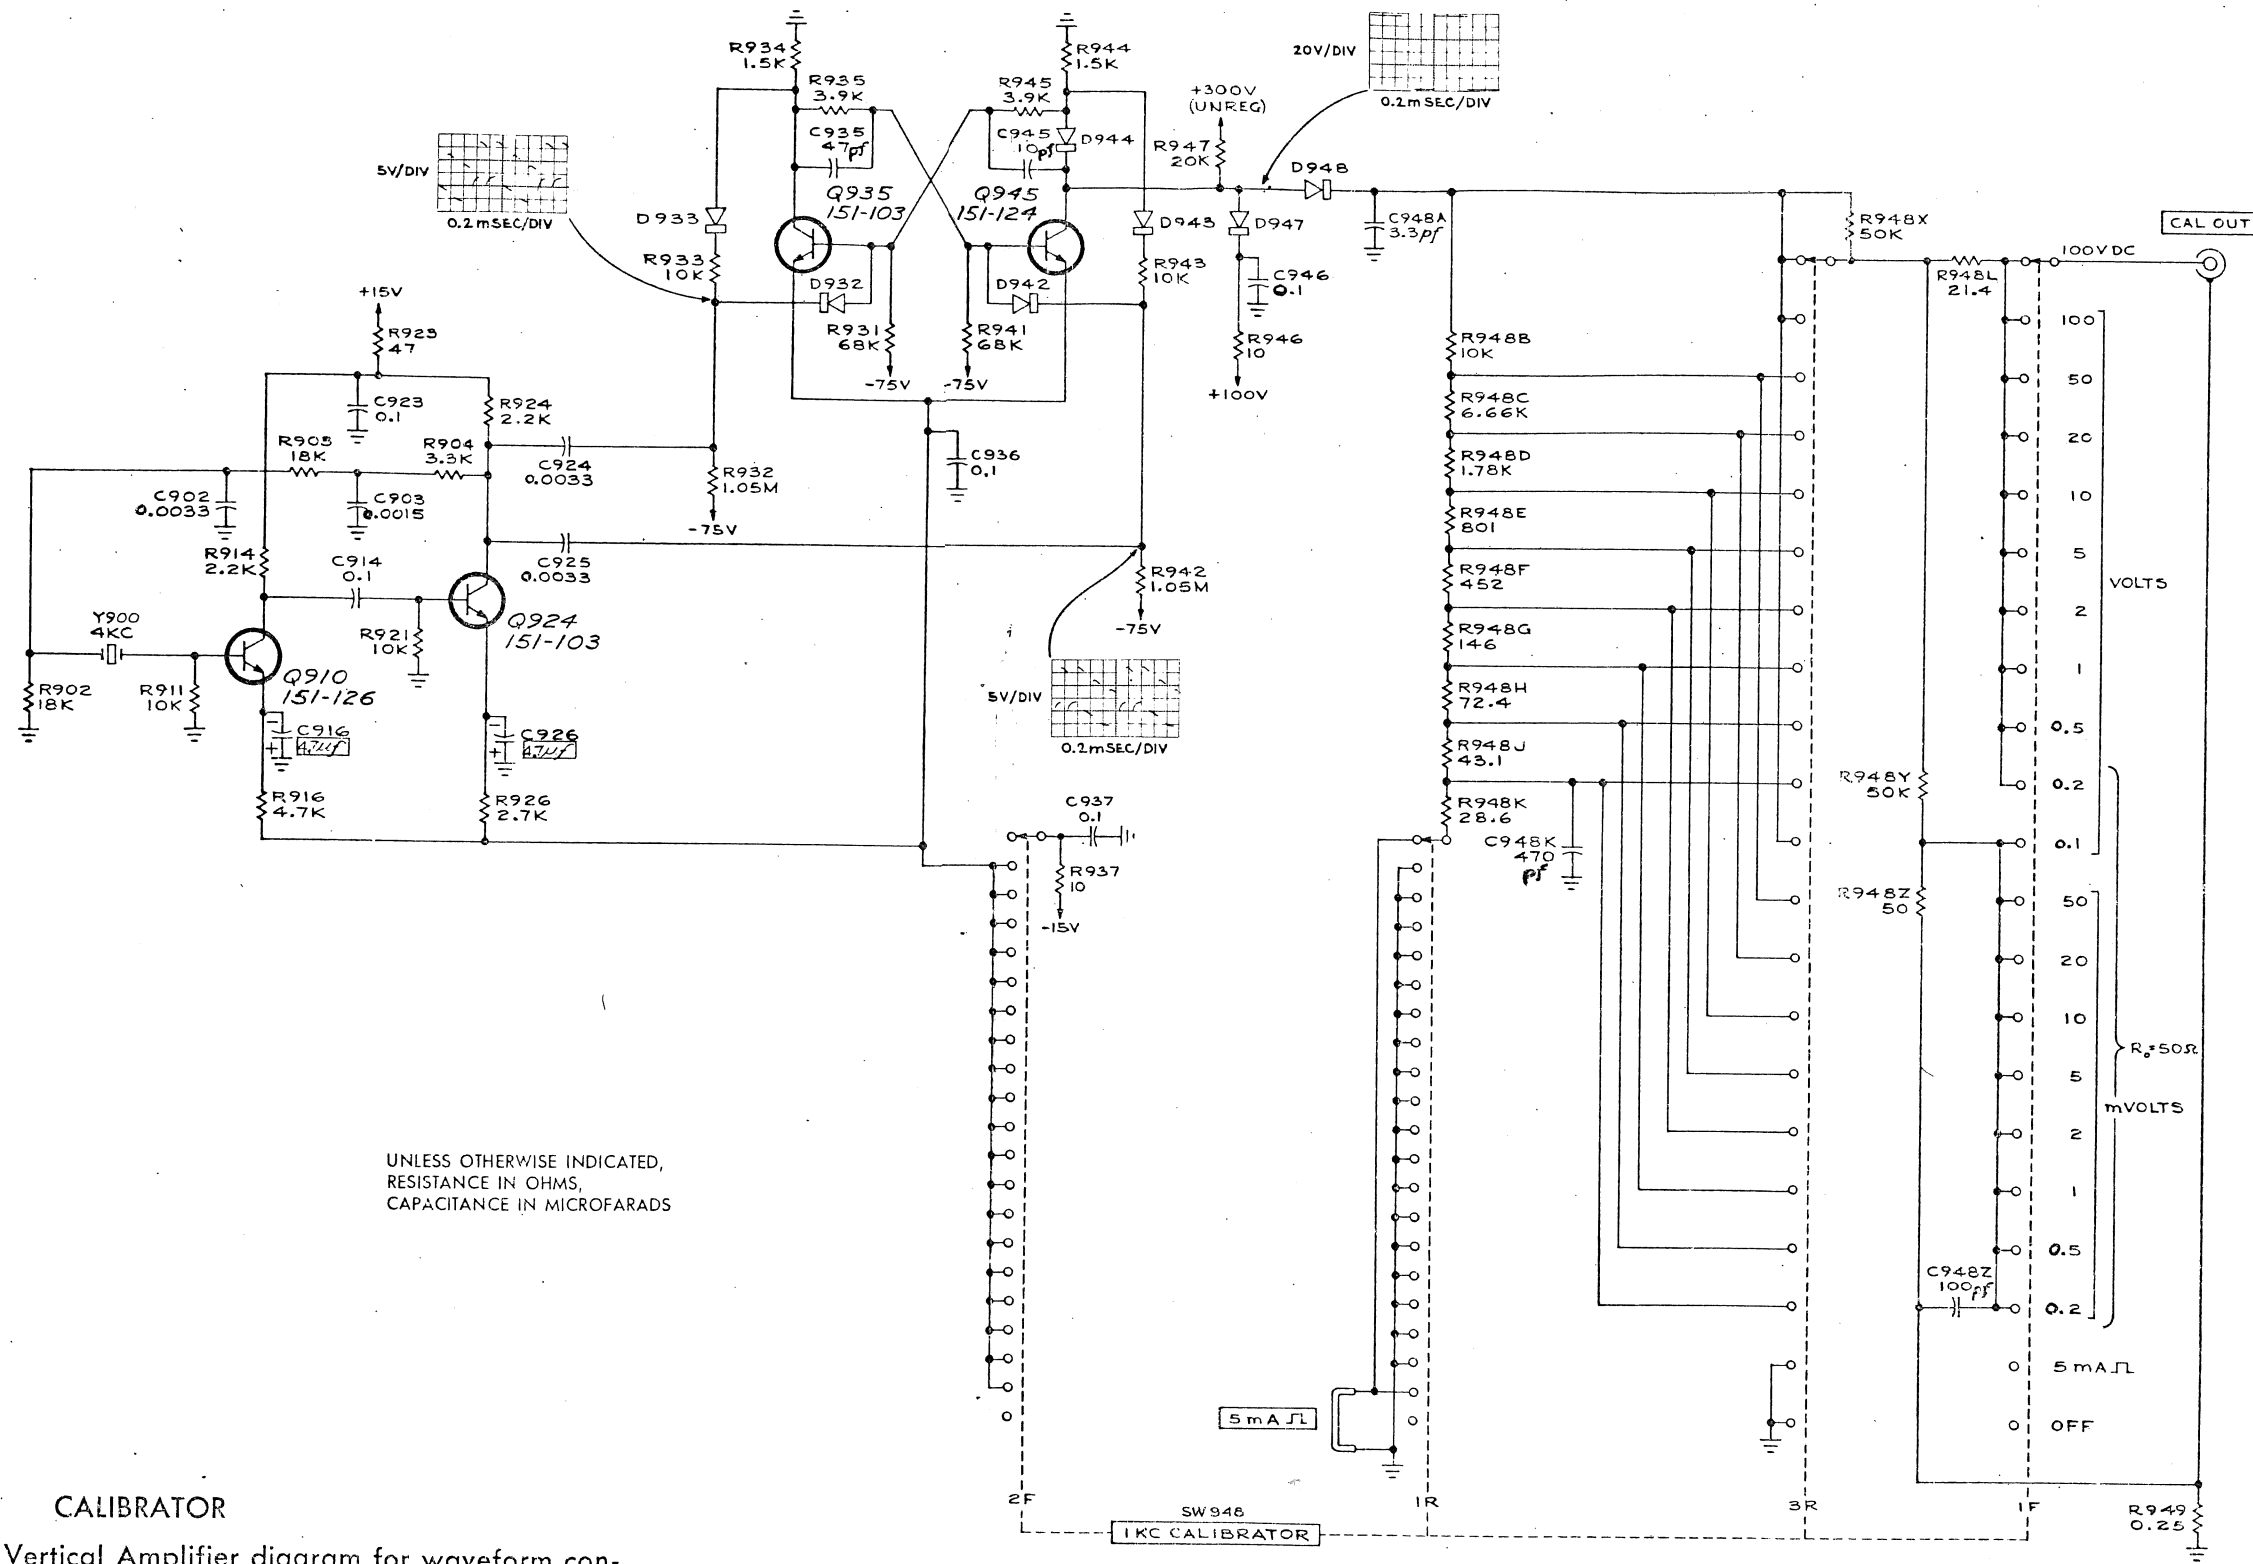 R934
1.5K
R935
3.9K
C935
47pf
Q935
151-103
R944
1.5K
R945
3.9K
C945
10pf
D944
Q945
151-124
20V/DIV
0.2mSEC/DIV
+300V
(UNREG)
R947
20K
D948
5V/DIV
0.2mSEC/DIV
D933
R933
10K
D932
R931
68K
-75V
D942
R941
68K
-75V
D943
R943
10K
D947
C946
0.1
R946
10
+100V
C948A
3.3pf
R948X
50K
CAL OUT
100VDC
R948L
21.4
+15V
R923
47
C923
0.1
R924
2.2K
R903
18K
R904
3.3K
C924
0.0033
R932
1.05M
-75V
C936
0.1
C902
0.0033
C903
0.0015
R914
2.2K
C914
0.1
C925
0.0033
R942
1.05M
-75V
Y900
4KC
R921
10K
Q924
151-103
R902
18K
R911
10K
Q910
151-126
C916
4.7µf
C926
4.7µf
R916
4.7K
R926
2.7K
5V/DIV
0.2mSEC/DIV
C937
0.1
R937
10
-15V
R948B
10K
R948C
6.66K
R948D
1.78K
R948E
801
R948F
452
R948G
146
R948H
72.4
R948J
43.1
R948K
28.6
C948K
470
pf
R948Y
50K
R948Z
50
C948Z
100pf
100
50
20
10
5
2
1
0.5
0.2
0.1
VOLTS
50
20
10
5
2
1
0.5
0.2
mVOLTS
R₀=50Ω
5mA
OFF
UNLESS OTHERWISE INDICATED,
RESISTANCE IN OHMS,
CAPACITANCE IN MICROFARADS
5mA
2F
1R
3R
1F
SW948
1KC CALIBRATOR
R949
0.25
CALIBRATOR
Vertical Amplifier diagram for waveform con-